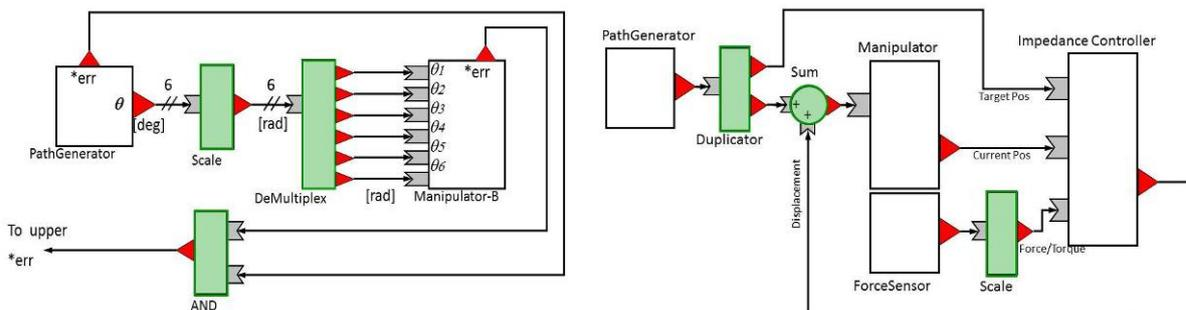 *err
6
θ
[deg]
PathGenerator
Scale
6
[rad]
DeMultiplex
*err
θ1
θ2
θ3
θ4
θ5
θ6
[rad]
Manipulator-B
To upper
*err
AND
PathGenerator
Duplicator
Sum
+
+
Displacement
Manipulator
Impedance Controller
Target Pos
Current Pos
Force/Torque
ForceSensor
Scale